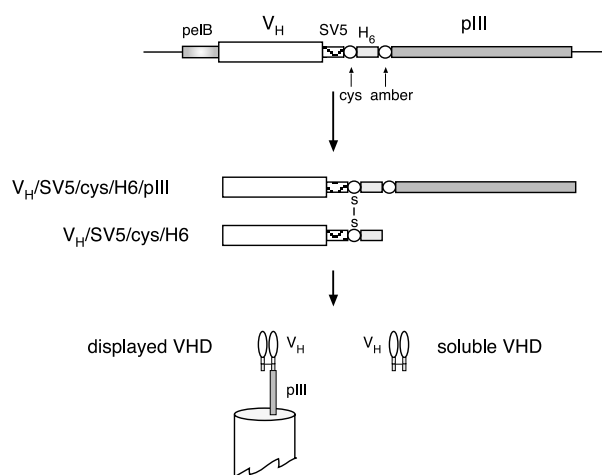 pelB VH SV5 H6 pIII
cys amber
VH/SV5/cys/H6/pIII
S
S
VH/SV5/cys/H6
displayed VHD VH VH soluble VHD
pIII